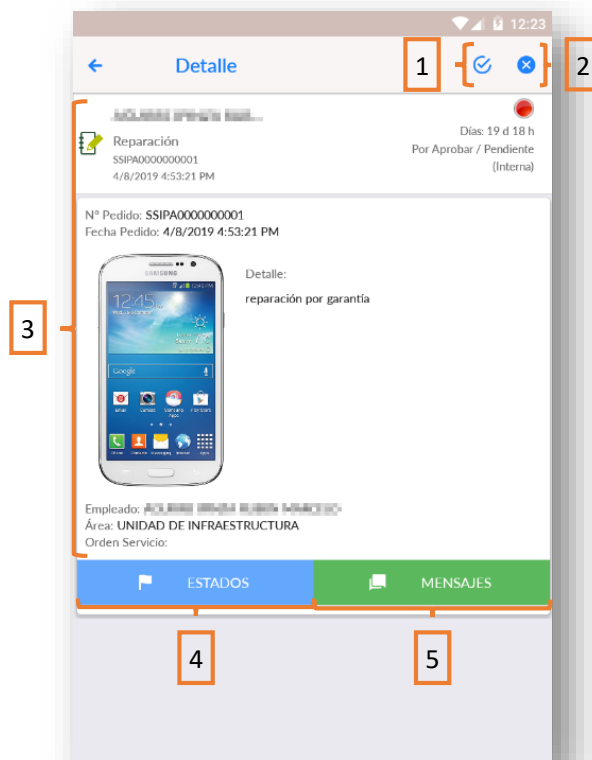 12:23
Detalle
1
2
Reparación
SSIPA0000000001
4/8/2019 4:53:21 PM
Días: 19 d 18 h
Por Aprobar / Pendiente
(Interna)
N° Pedido: SSIPA0000000001
Fecha Pedido: 4/8/2019 4:53:21 PM
SAMSUNG
12:45
Google
Detalle:
reparación por garantia
3
Empleado:
Área: UNIDAD DE INFRAESTRUCTURA
Orden Servicio:
ESTADOS
MENSAJES
4
5